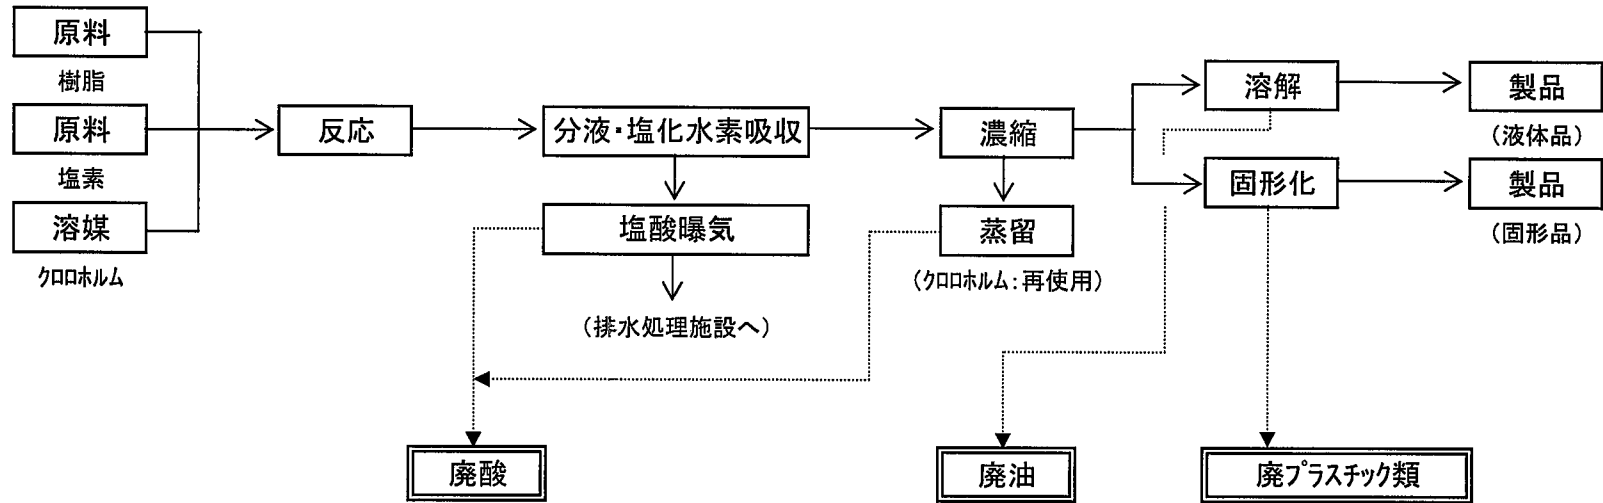 原料
樹脂
原料
塩素
溶媒
クロロホルム
反応
分液・塩化水素吸収
塩酸曝気
(排水処理施設へ)
濃縮
蒸留
(クロロホルム:再使用)
溶解
製品
(液体品)
固形化
製品
(固形品)
廃酸
廃油
廃プラスチック類